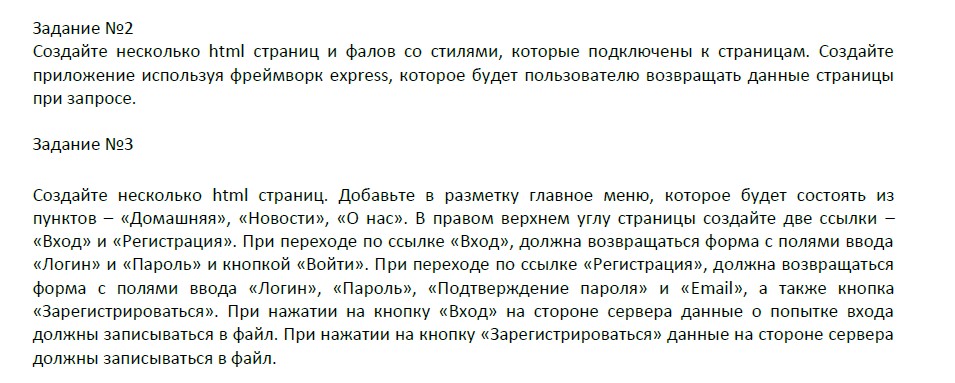 Задание №2
Создайте несколько html страниц и фалов со стилями, которые подключены к страницам. Создайте
приложение используя фреймворк express, которое будет пользователю возвращать данные страницы
при запросе.
Задание №3
Создайте несколько html страниц. Добавьте в разметку главное меню, которое будет состоять из
пунктов – «Домашняя», «Новости», «О нас». В правом верхнем углу страницы создайте две ссылки –
«Вход» и «Регистрация». При переходе по ссылке «Вход», должна возвращаться форма с полями ввода
«Логин» и «Пароль» и кнопкой «Войти». При переходе по ссылке «Регистрация», должна возвращаться
форма с полями ввода «Логин», «Пароль», «Подтверждение пароля» и «Email», а также кнопка
«Зарегистрироваться». При нажатии на кнопку «Вход» на стороне сервера данные о попытке входа
должны записываться в файл. При нажатии на кнопку «Зарегистрироваться» данные на стороне сервера
должны записываться в файл.